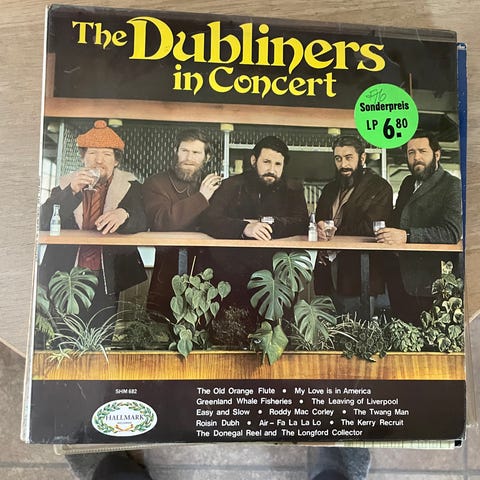 The Dubliners
in Concert
Sonderpreis
LP 6.80
SHM 682
HALLMARK
The Old Orange Flute • My Love is in America
Greenland Whale Fisheries • The Leaving of Liverpool
Easy and Slow • Roddy Mac Corley • The Twang Man
Roisin Dubh • Air – Fa La La Lo • The Kerry Recruit
The Donegal Reel and The Longford Collector